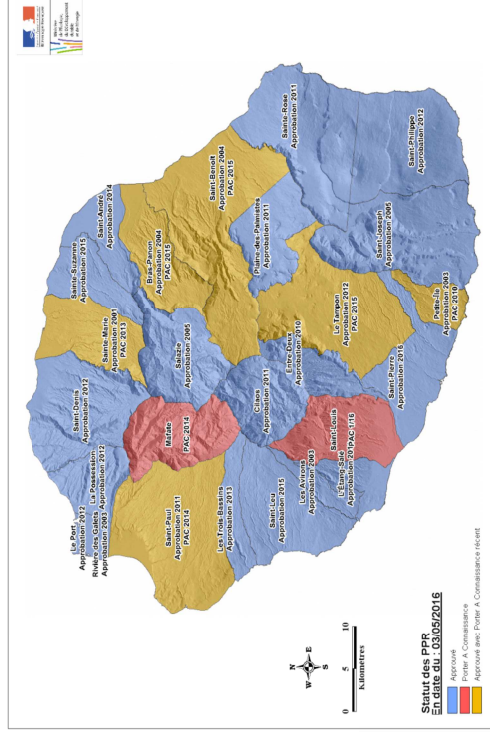 Le Port
Approbation 2012
Rivière des Galets
Approbation 2003
La Possession
Approbation 2012
Saint-Denis
Approbation 2012
Sainte-Marie
Approbation 2001
PAC 2013
Sainte-Suzanne
Approbation 2015
Saint-André
Approbation 2014
Bras-Panon
Approbation 2004
PAC 2015
Saint-Benoit
Approbation 2004
PAC 2015
Sainte-Rose
Approbation 2011
Saint-Paul
Approbation 2011
PAC 2014
Mafate
PAC 2014
Salazie
Approbation 2005
Plaine-des-Palmistes
Approbation 2011
Les Trois-Bassins
Approbation 2013
Cilaos
Approbation 2011
Entre-Deux
Approbation 2010
Le Tampon
Approbation 2012
PAC 2015
Saint-Leu
Approbation 2015
Les Avirons
Approbation 2003
L'Étang-Salé
Saint-Louis
PAC 1/16
Saint-Pierre
Approbation 2016
Petite-Ile
Approbation 2003
PAC 2010
Saint-Joseph
Approbation 2005
Saint-Philippe
Approbation 2012
N
W E
S
0 5 10
Kilomètres
Statut des PPR
En date du : 03/05/2016
Approuvé
Porter A Connaissance
Approuvé avec Porter A Connaissance récent